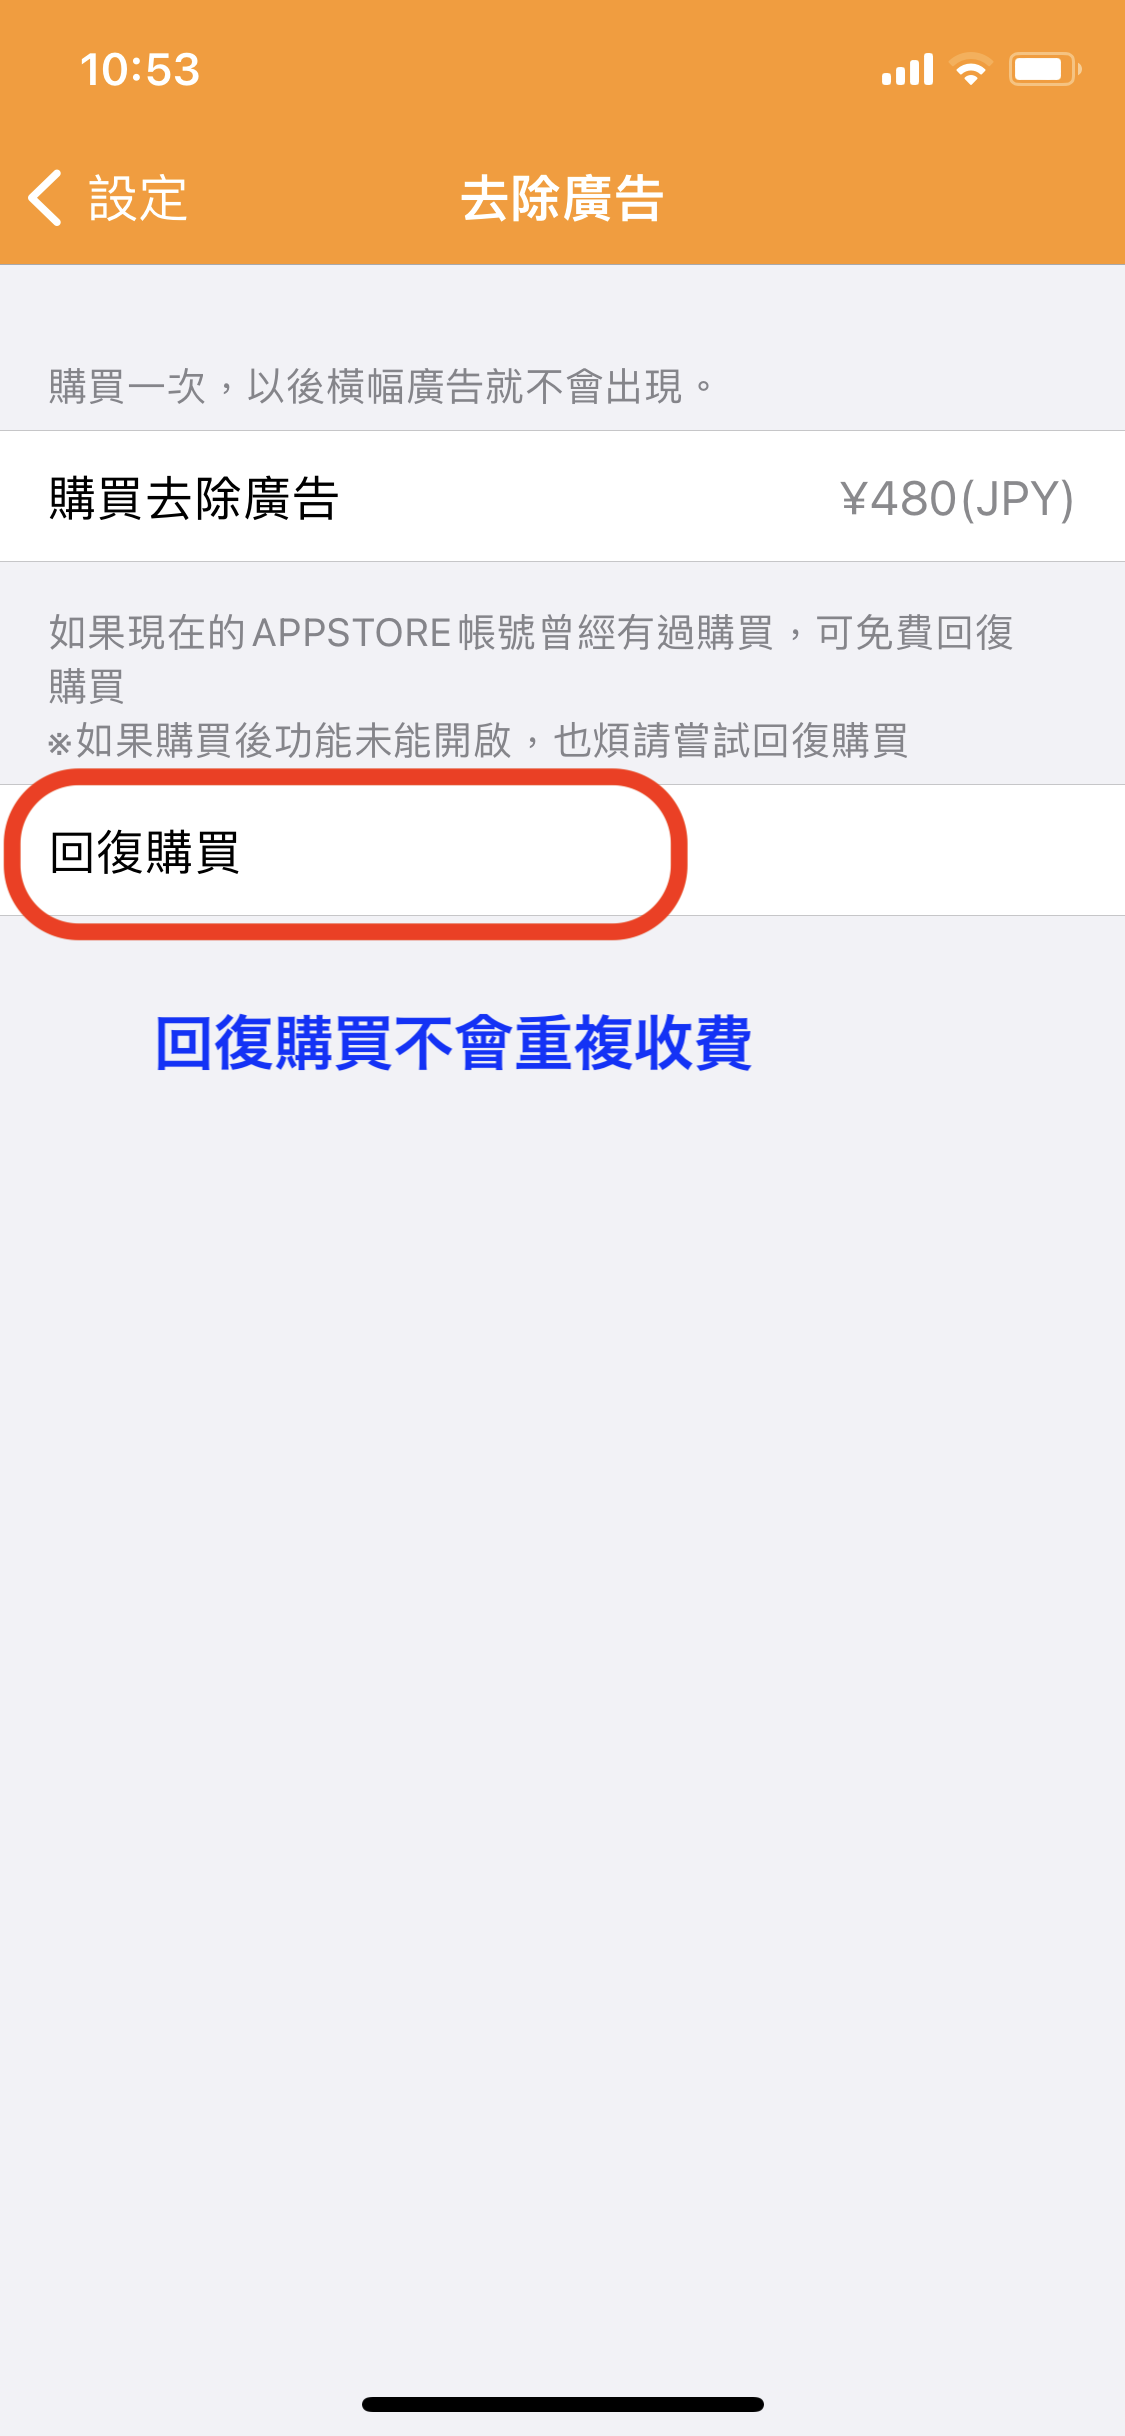 10:53
設定
去除廣告
購買一次，以後橫幅廣告就不會出現。
購買去除廣告 ¥480(JPY)
如果現在的APPSTORE帳號曾經有過購買，可免費回復
購買
※如果購買後功能未能開啟，也煩請嘗試回復購買
回復購買
回復購買不會重複收費